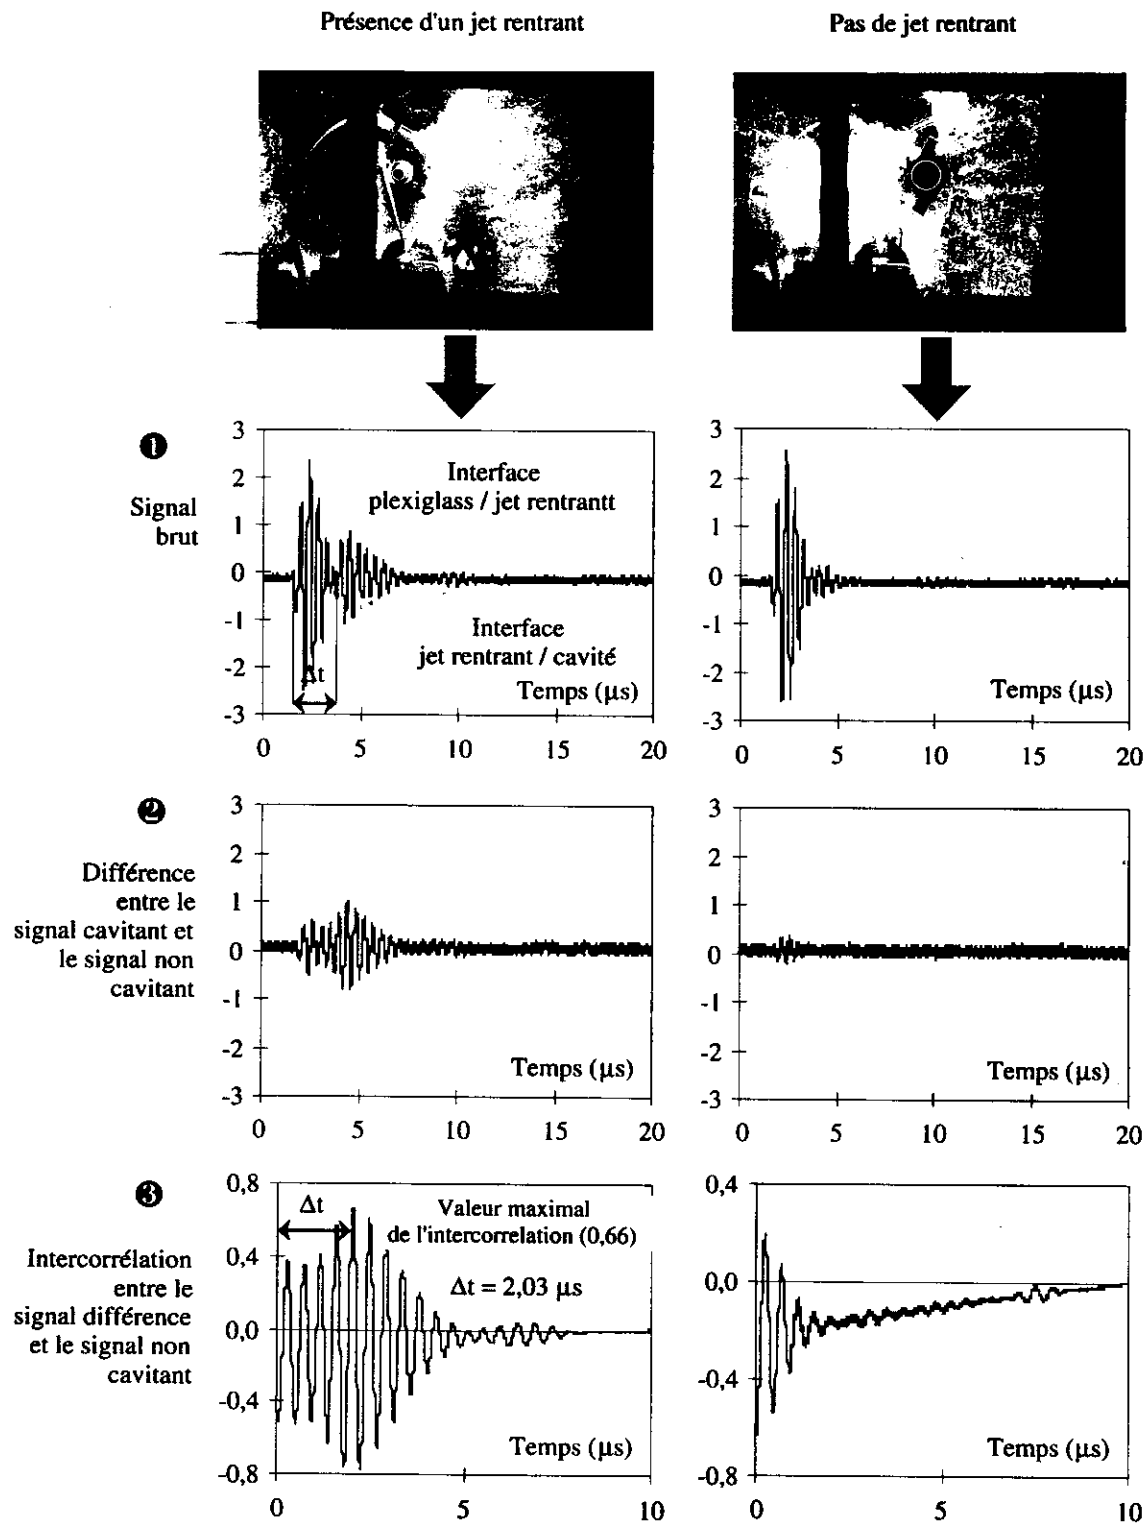 Présence d'un jet rentrant
Pas de jet rentrant
1
Signal
brut
3
2
1
0
-1
-2
-3
Interface
plexiglass / jet rentrantt
Interface
jet rentrant / cavité
Δt
Temps (μs)
0 5 10 15 20
3
2
1
0
-1
-2
-3
Temps (μs)
0 5 10 15 20
2
Différence
entre le
signal cavitant et
le signal non
cavitant
3
2
1
0
-1
-2
-3
Temps (μs)
0 5 10 15 20
3
2
1
0
-1
-2
-3
Temps (μs)
0 5 10 15 20
3
Intercorrélation
entre le
signal différence
et le signal non
cavitant
0,8
0,4
0,0
-0,4
-0,8
Δt
Valeur maximal
de l'intercorrelation (0,66)
Δt = 2,03 μs
Temps (μs)
0 5 10
0,4
0,0
-0,4
-0,8
Temps (μs)
0 5 10